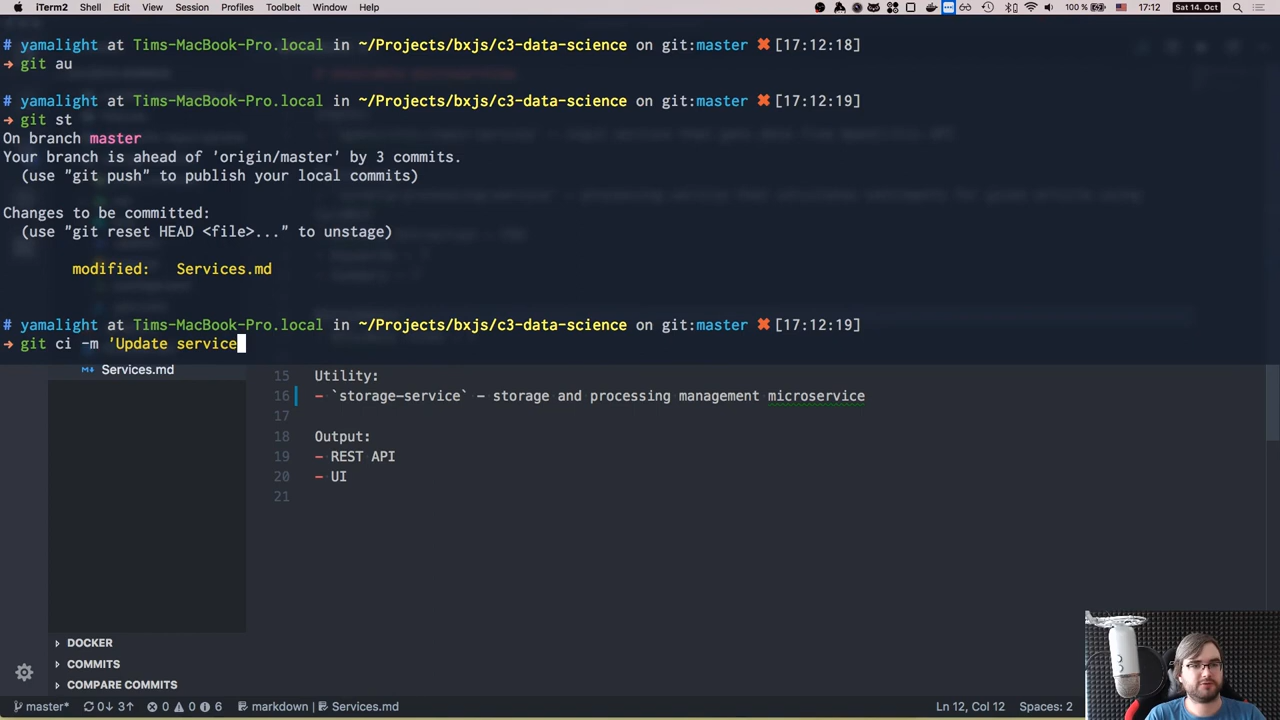 iTerm2 Shell Edit View Session Profiles Toolbelt Window Help 100 % 17:12 Sat 14. Oct
# yamalight at Tims-MacBook-Pro.local in ~/Projects/bxjs/c3-data-science on git:master ✖ [17:12:18]
➜ git au
# yamalight at Tims-MacBook-Pro.local in ~/Projects/bxjs/c3-data-science on git:master ✖ [17:12:19]
➜ git st
On branch master
Your branch is ahead of 'origin/master' by 3 commits.
(use "git push" to publish your local commits)
Changes to be committed:
(use "git reset HEAD <file>..." to unstage)
modified: Services.md
# yamalight at Tims-MacBook-Pro.local in ~/Projects/bxjs/c3-data-science on git:master ✖ [17:12:19]
➜ git ci -m 'Update service
Services.md
15 Utility:
16 - `storage-service` - storage and processing management microservice
17
18 Output:
19 - REST API
20 - UI
21
DOCKER
COMMITS
COMPARE COMMITS
master* 0↓ 3↑ 0 0 6 markdown Services.md Ln 12, Col 12 Spaces: 2